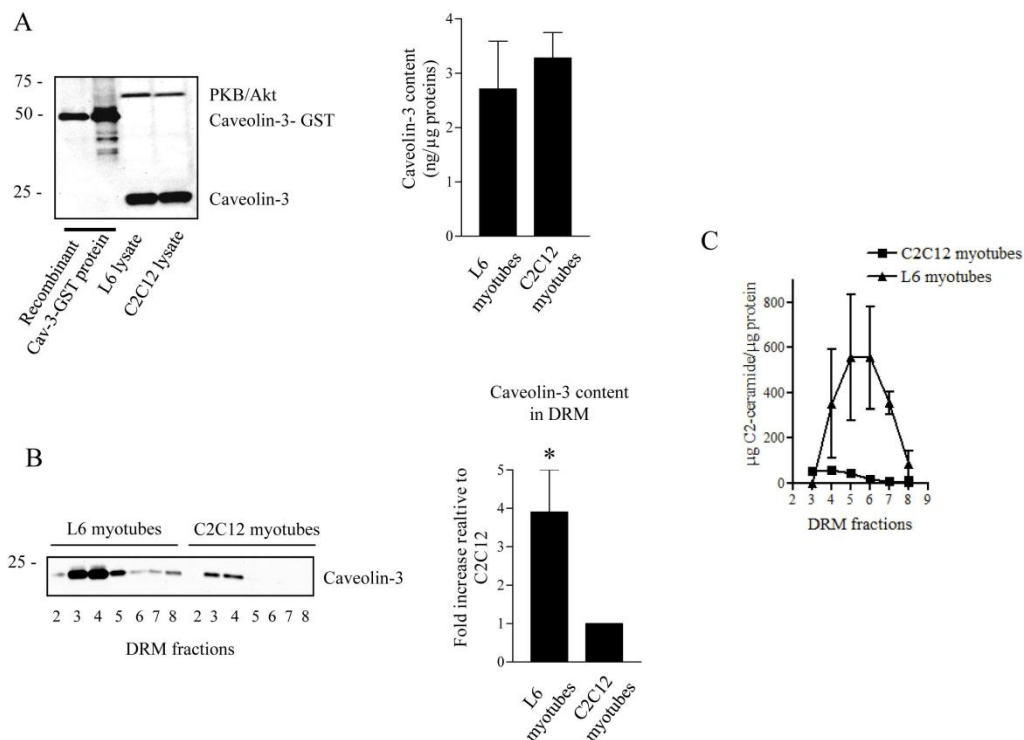 A
75 -
50 -
25 -
PKB/Akt
Caveolin-3- GST
Caveolin-3
Recombinant
Cav-3-GST protein
L6 lysate
C2C12 lysate
Caveolin-3 content
(ng/µg proteins)
4
3
2
1
0
L6
myotubes
C2C12
myotubes
B
L6 myotubes
C2C12 myotubes
25 -
Caveolin-3
2 3 4 5 6 7 8 2 3 4 5 6 7 8
DRM fractions
Caveolin-3 content
in DRM
*
Fold increase realtive to
C2C12
5
4
3
2
1
0
L6
myotubes
C2C12
myotubes
C
C2C12 myotubes
L6 myotubes
µg C2-ceramide/µg protein
800
600
400
200
0
2 3 4 5 6 7 8 9
DRM fractions